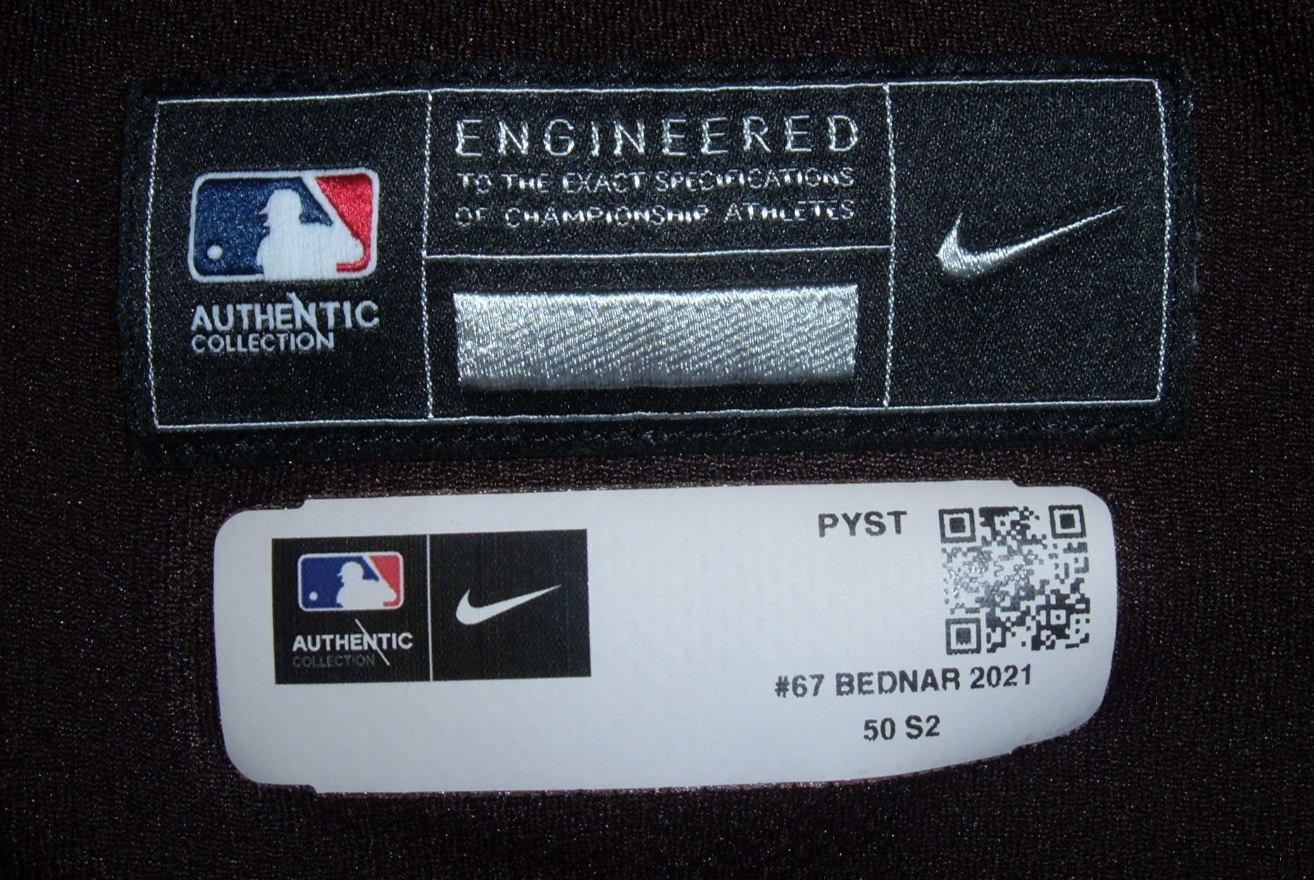 ENGINEERED
TO THE EXACT SPECIFICATIONS
OF CHAMPIONSHIP ATHLETES
AUTHENTIC
COLLECTION
PYST
AUTHENTIC
COLLECTION
#67 BEDNAR 2021
50 S2